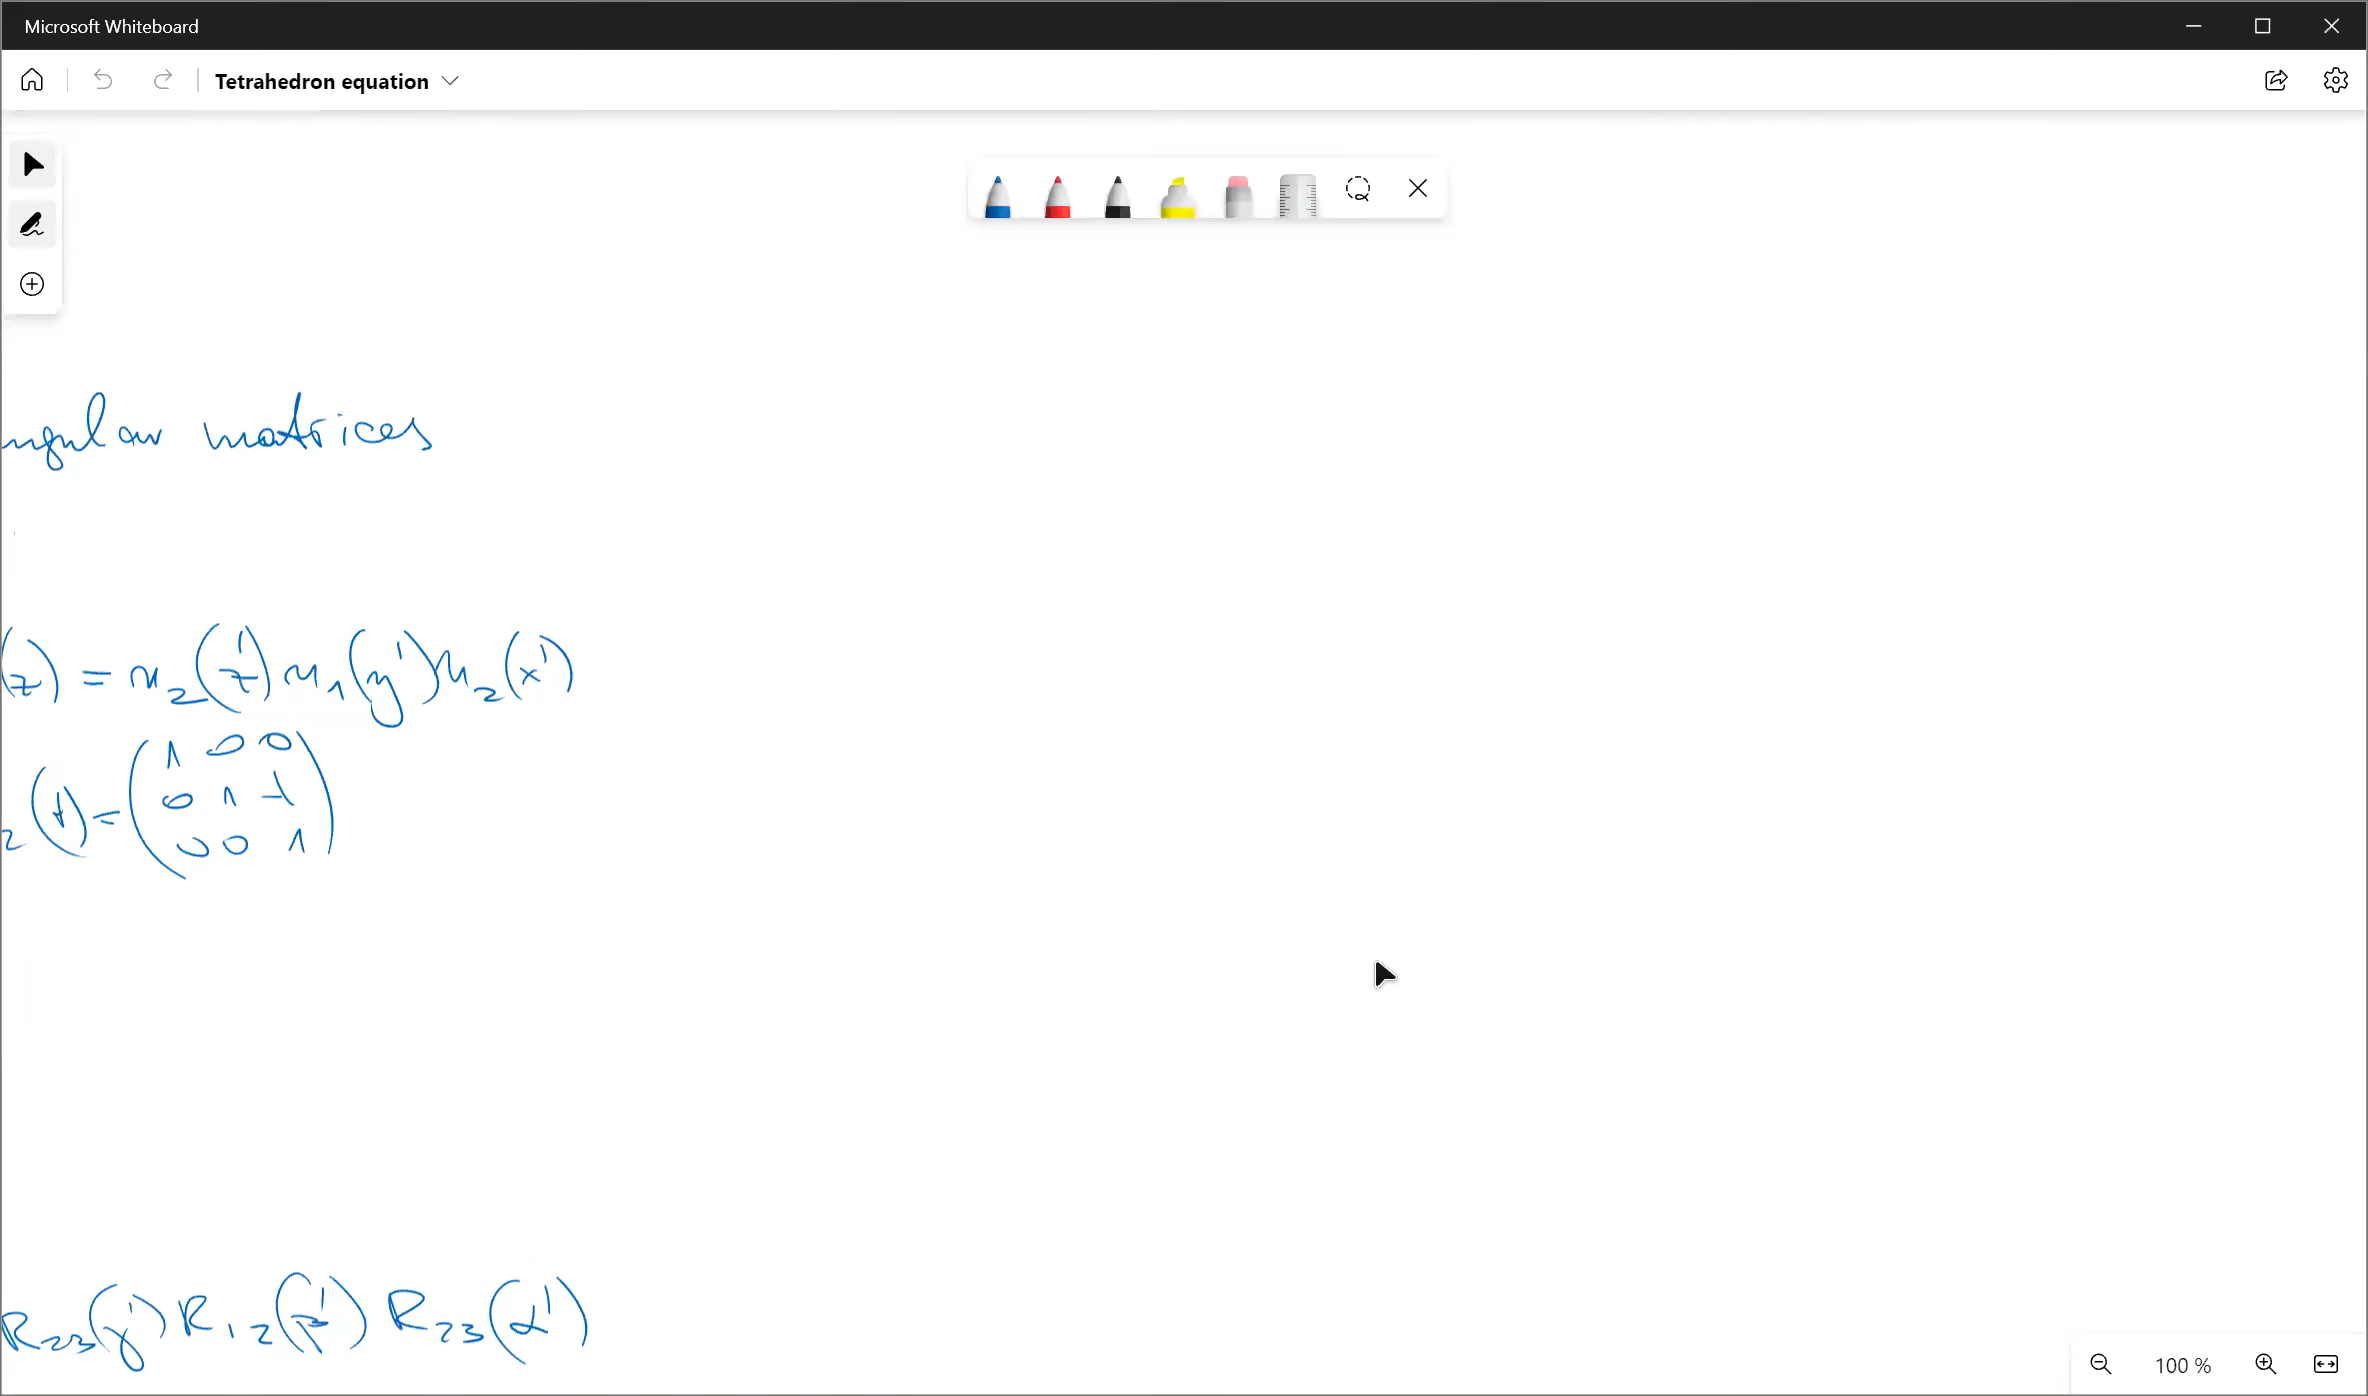 Microsoft Whiteboard
Tetrahedron equation
ngular matrices
(z) = u₂(z')u₁(y')u₂(x')
₂(t)=(1 0 0
0 1 t
0 0 1)
R₂₃(γ')R₁₂(β')R₂₃(α')
100 %